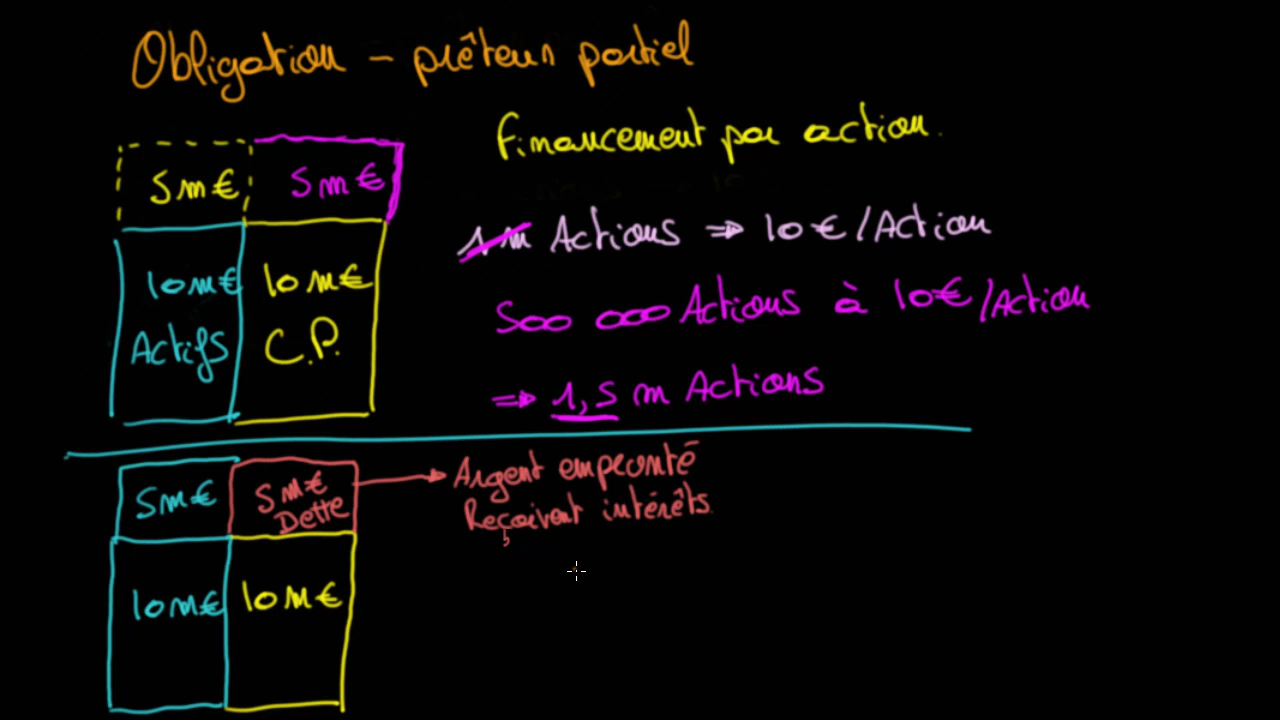 Obligation - prêteur partiel
Financement par action.
5m€ 5m€
1 m Actions ⇒ 10€/Action
10m€ 10m€
500 000 Actions à 10€/Action
Actifs C.P.
⇒ 1,5 m Actions
5m€ 5m€ Dette → Argent emprunté
Reçoivent intérêts.
10m€ 10m€